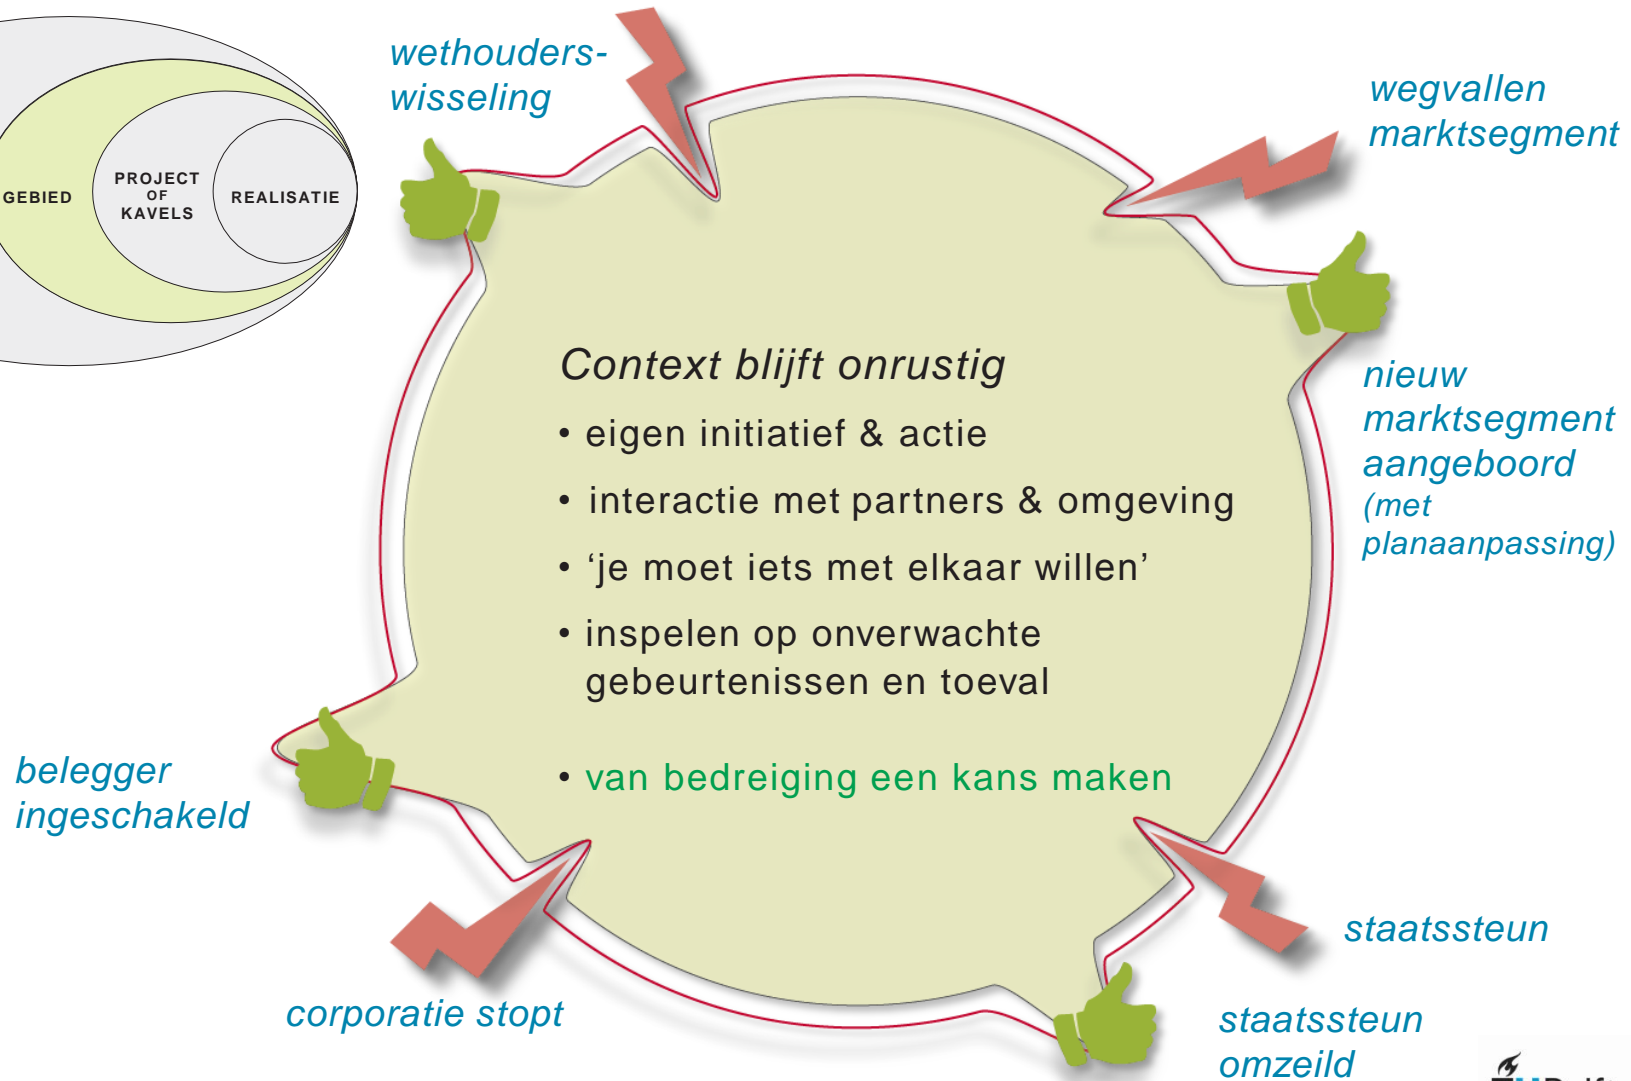 wethouders-
wisseling
wegvallen
marktsegment
GEBIED
PROJECT
OF
KAVELS
REALISATIE
Context blijft onrustig
• eigen initiatief & actie
• interactie met partners & omgeving
• ‘je moet iets met elkaar willen’
• inspelen op onverwachte
gebeurtenissen en toeval
• van bedreiging een kans maken
nieuw
marktsegment
aangeboord
(met
planaanpassing)
belegger
ingeschakeld
corporatie stopt
staatssteun
staatssteun
omzeild